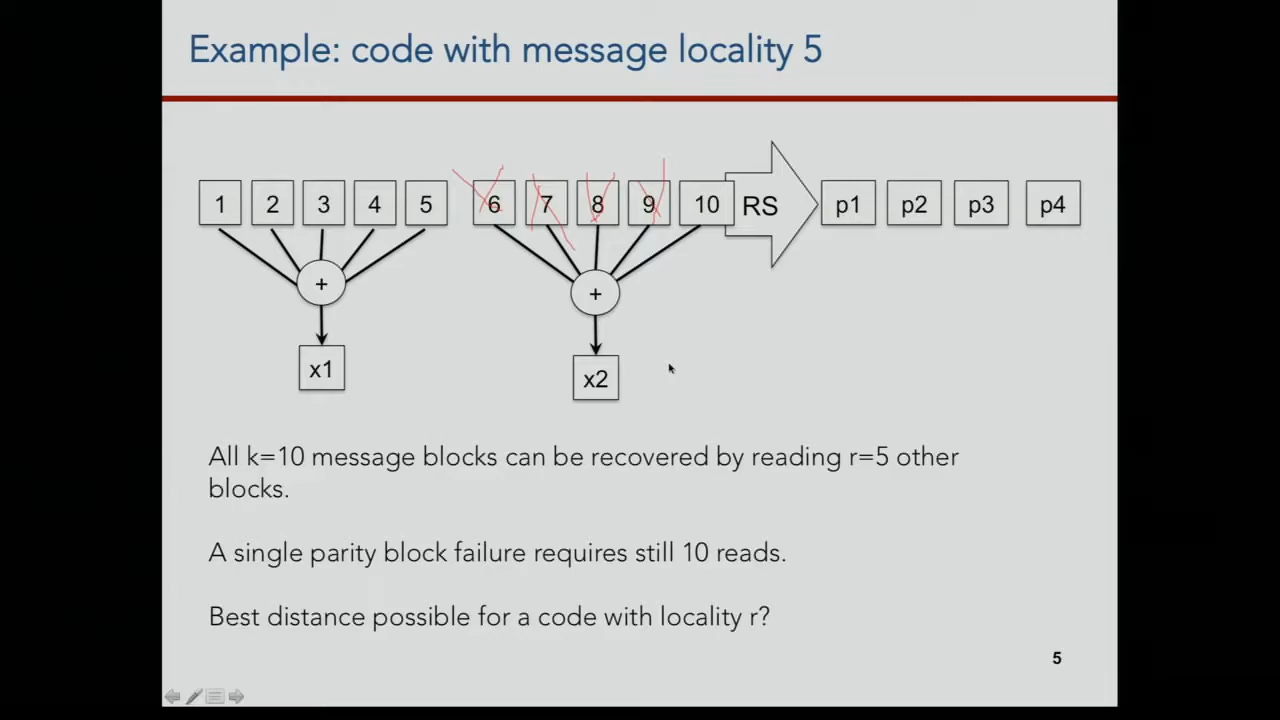 Example: code with message locality 5
1 2 3 4 5 6 7 8 9 10 RS p1 p2 p3 p4
+ +
x1 x2
All k=10 message blocks can be recovered by reading r=5 other
blocks.
A single parity block failure requires still 10 reads.
Best distance possible for a code with locality r?
5